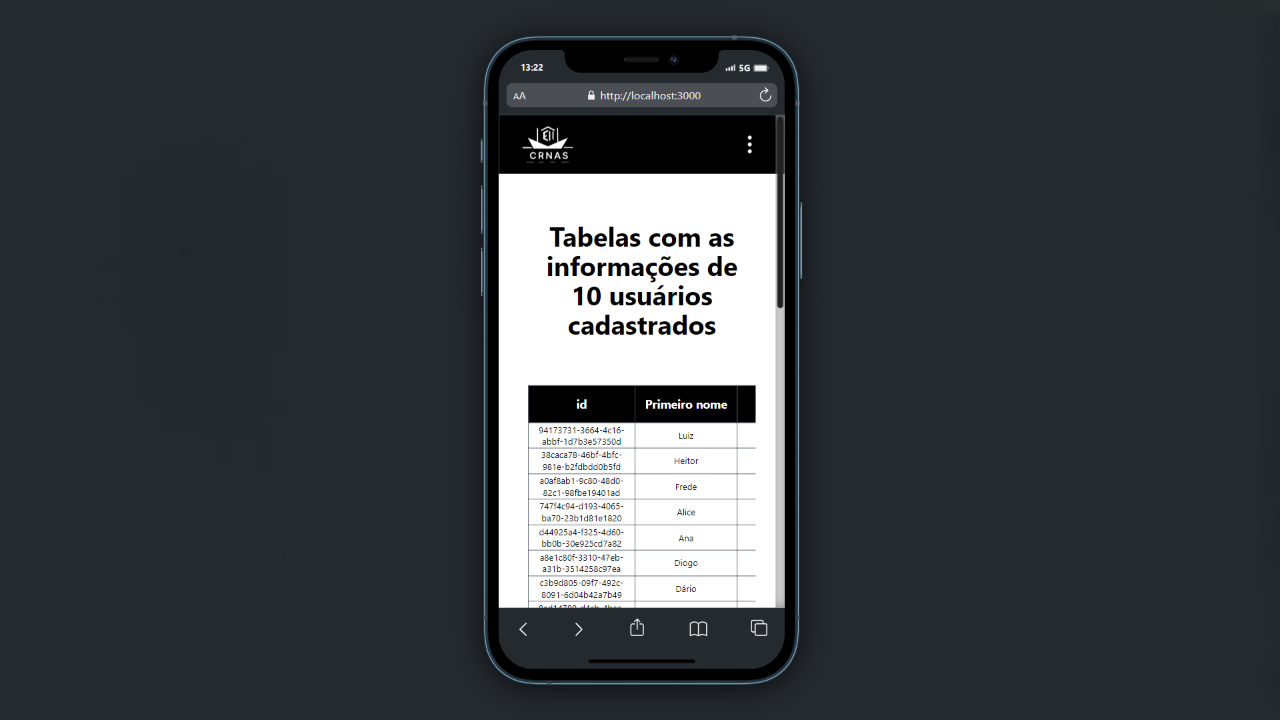 13:22
5G
AA
http://localhost:3000
CRNAS
Tabelas com as
informações de
10 usuários
cadastrados
id
Primeiro nome
94173731-3664-4c16-
abbf-1d7b3e57350d
Luiz
38caca78-46bf-4bfc-
981e-b2fdbdd0b5fd
Heitor
a0af8ab1-9c80-48d0-
82c1-98fbe19401ad
Frede
747f4c94-d193-4065-
ba70-23b1d81e1820
Alice
d44925a4-f325-4d60-
bb0b-30e925cd7a82
Ana
a8e1c80f-3310-47eb-
a31b-3514258c97ea
Diogo
c3b9d805-09f7-492c-
8091-6d04b42a7b49
Dário